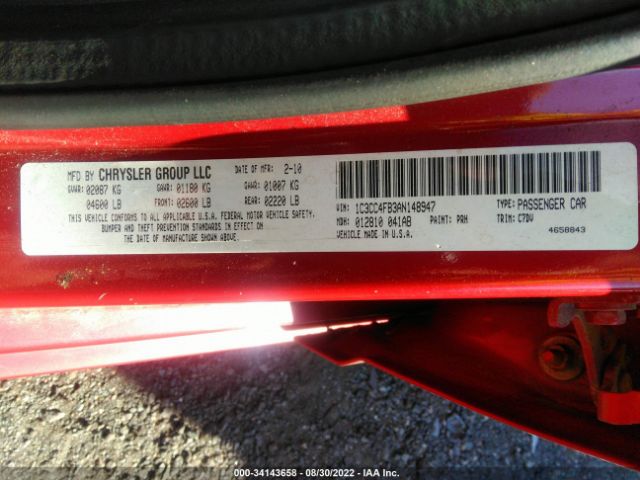 MFD BY CHRYSLER GROUP LLC DATE OF MFR: 2-10
GVWR: 02087 KG GAWR: 01180 KG GAWR: 01007 KG
04600 LB FRONT: 02600 LB REAR: 02220 LB
THIS VEHICLE CONFORMS TO ALL APPLICABLE FEDERAL MOTOR VEHICLE SAFETY
BUMPER AND THEFT PREVENTION STANDARDS IN EFFECT ON
THE DATE OF MANUFACTURE SHOWN ABOVE
VIN: 1C3CC4FB3AN148947 TYPE: PASSENGER CAR
MDH: 012810 041AB PAINT: PRH TRIM: C7DV
VEHICLE MADE IN U.S.A. 4658843
000-34143658 - 08/30/2022 - IAA Inc.